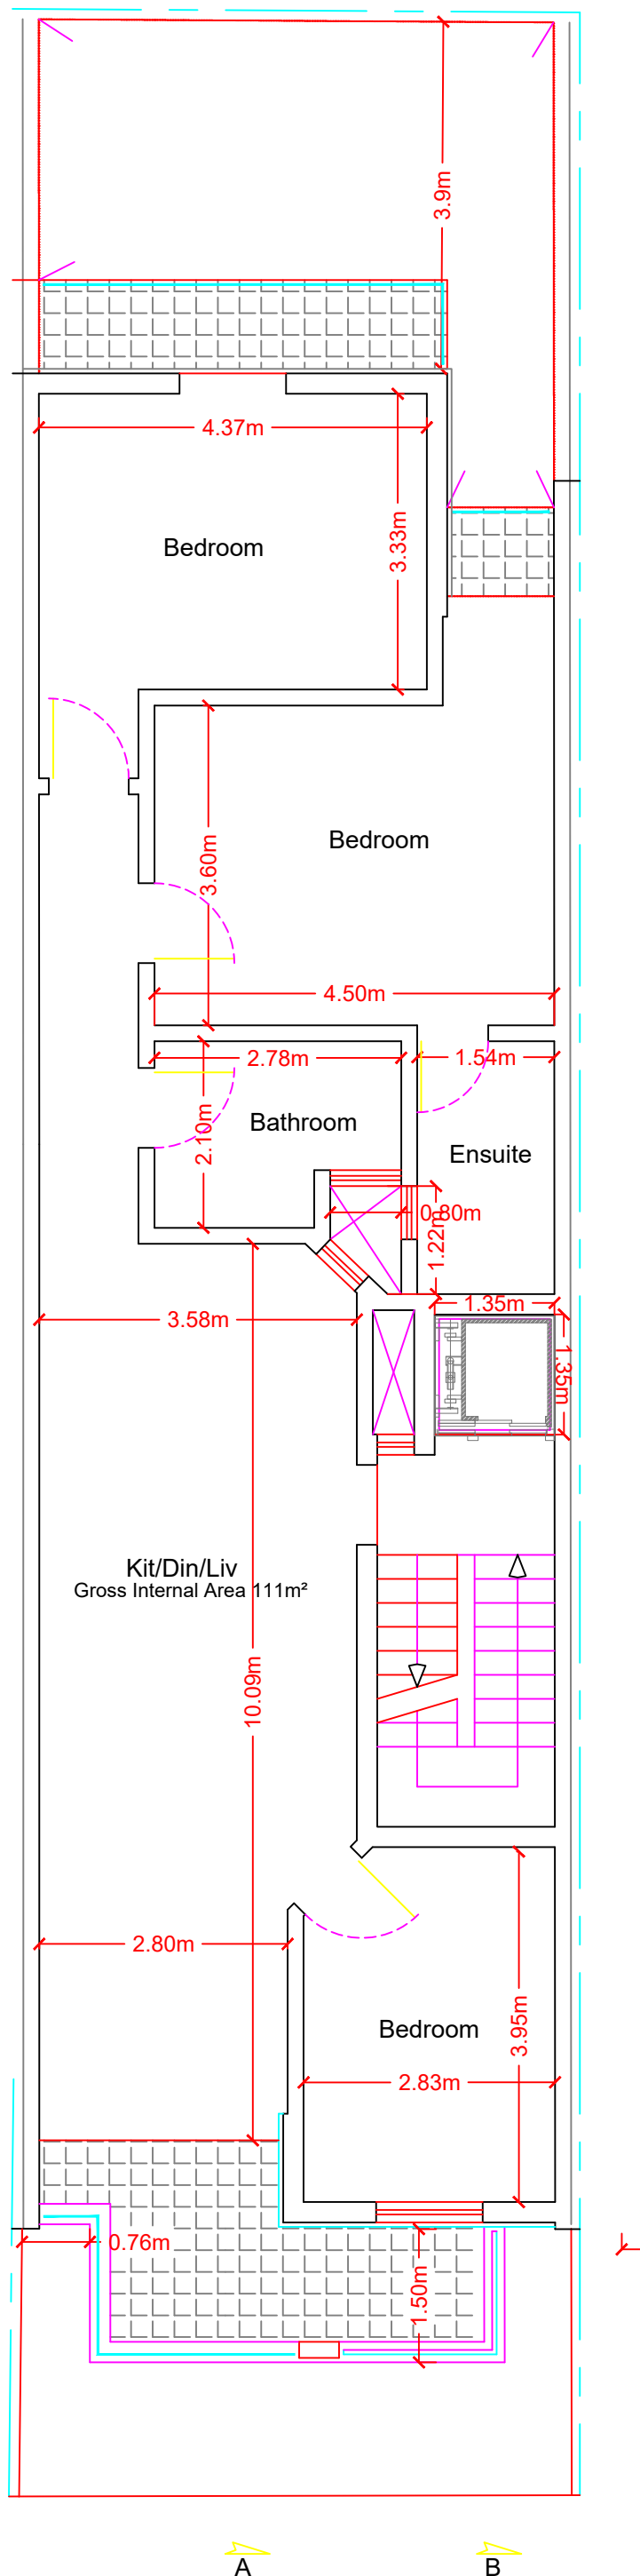 3.9m
4.37m
3.33m
Bedroom
3.60m
Bedroom
4.50m
2.78m
1.54m
2.10m
Bathroom
Ensuite
0.80m
1.22m
1.35m
3.58m
1.35m
Kit/Din/Liv
Gross Internal Area 111m²
10.09m
2.80m
3.95m
Bedroom
2.83m
0.76m
1.50m
A
B